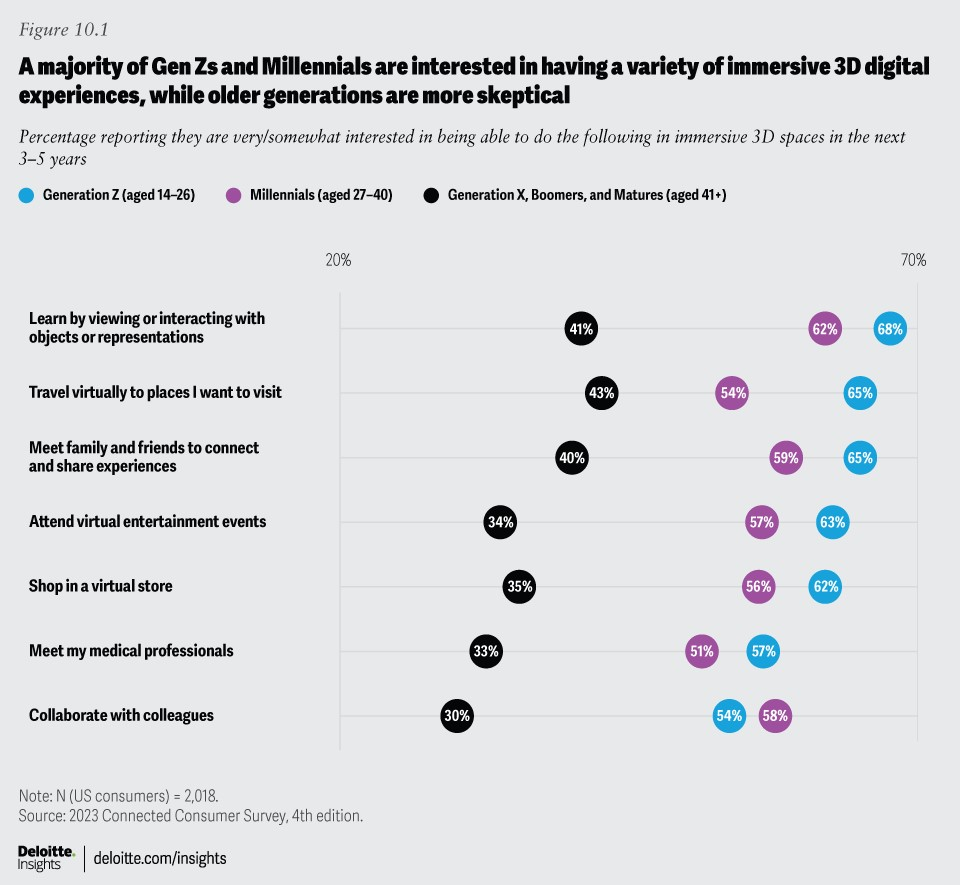 Figure 10.1
A majority of Gen Zs and Millennials are interested in having a variety of immersive 3D digital
experiences, while older generations are more skeptical
Percentage reporting they are very/somewhat interested in being able to do the following in immersive 3D spaces in the next
3–5 years
Generation Z (aged 14–26) Millennials (aged 27–40) Generation X, Boomers, and Matures (aged 41+)
20% 70%
Learn by viewing or interacting with
objects or representations
41% 62% 68%
Travel virtually to places I want to visit 43% 54% 65%
Meet family and friends to connect
and share experiences
40% 59% 65%
Attend virtual entertainment events 34% 57% 63%
Shop in a virtual store 35% 56% 62%
Meet my medical professionals 33% 51% 57%
Collaborate with colleagues 30% 54% 58%
Note: N (US consumers) = 2,018.
Source: 2023 Connected Consumer Survey, 4th edition.
Deloitte.
Insights
deloitte.com/insights